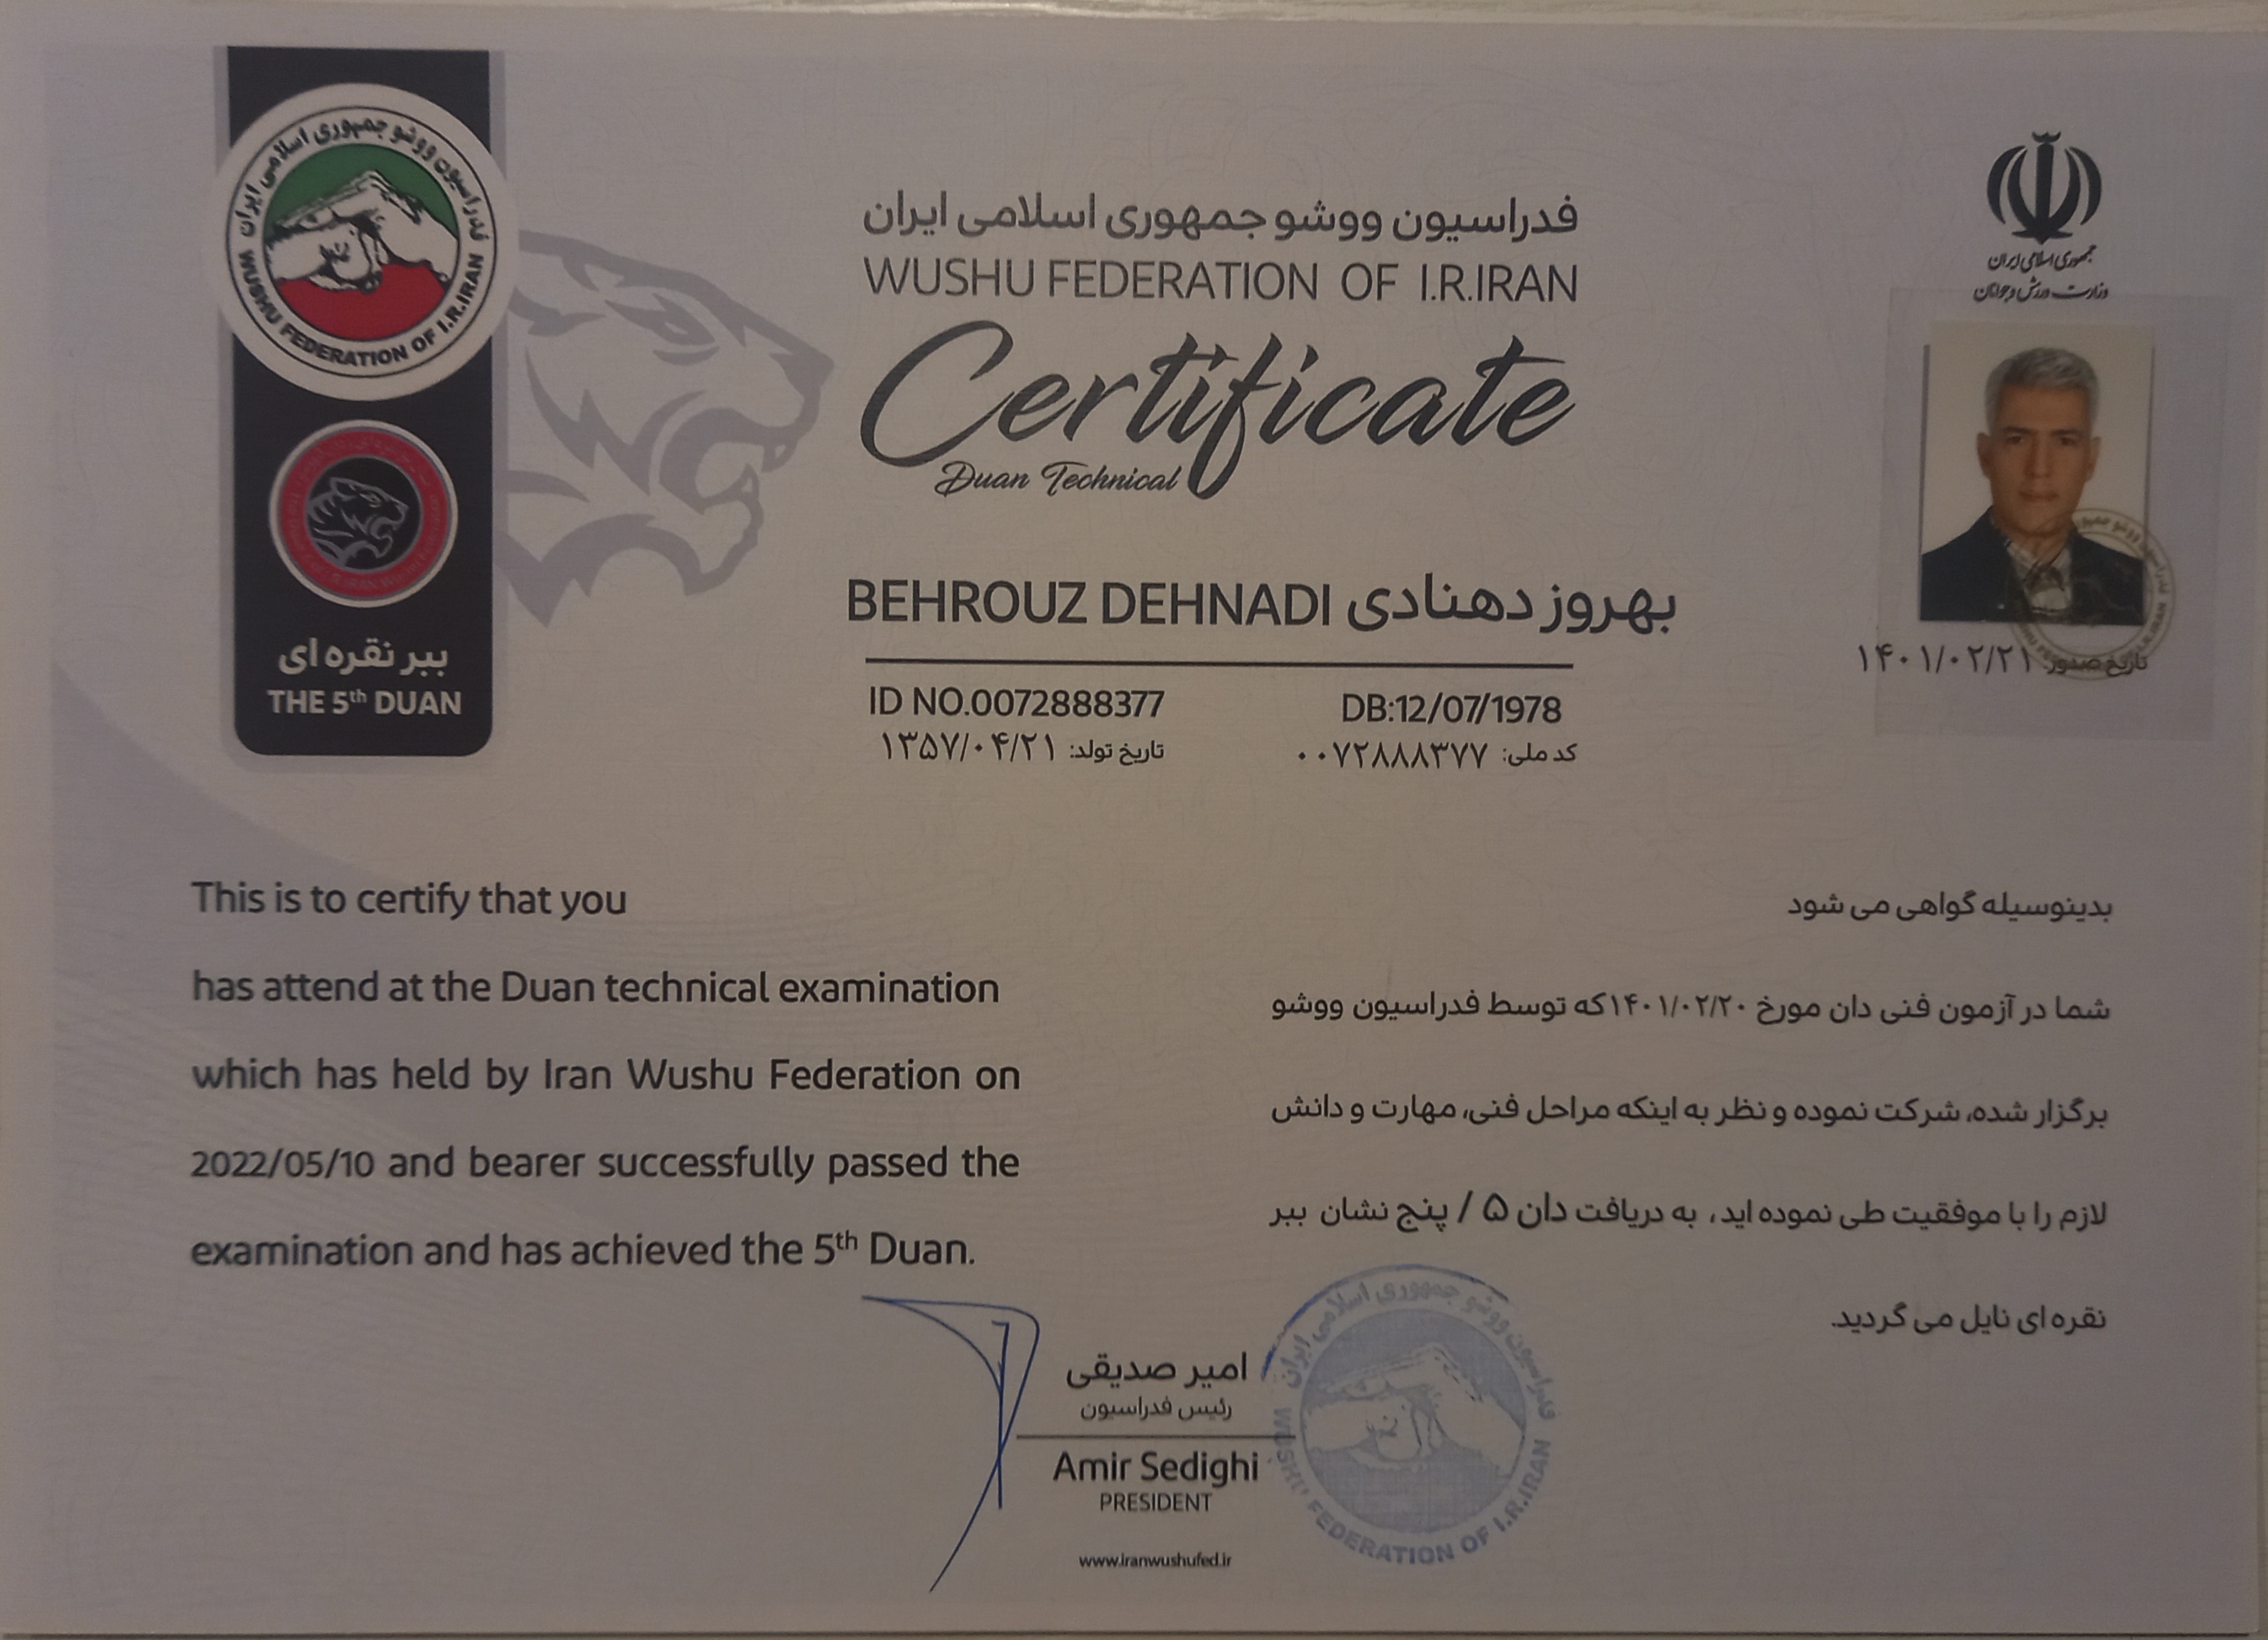 فدراسیون ووشو جمهوری اسلامی ایران
WUSHU FEDERATION OF I.R.IRAN
ببر نقره ای
THE 5th DUAN
فدراسیون ووشو جمهوری اسلامی ایران
WUSHU FEDERATION OF I.R.IRAN
Certificate
Duan Technical
جمهوری اسلامی ایران
وزارت ورزش و جوانان
تاریخ صدور: ۱۴۰۱/۰۲/۲۱
BEHROUZ DEHNADI بهروز دهنادی
ID NO.0072888377 DB:12/07/1978
تاریخ تولد: ۱۳۵۷/۰۴/۲۱
کد ملی: ۰۰۷۲۸۸۸۳۷۷
This is to certify that you
has attend at the Duan technical examination
which has held by Iran Wushu Federation on
2022/05/10 and bearer successfully passed the
examination and has achieved the 5th Duan.
بدینوسیله گواهی می شود
شما در آزمون فنی دان مورخ ۱۴۰۱/۰۲/۲۰که توسط فدراسیون ووشو
برگزار شده، شرکت نموده و نظر به اینکه مراحل فنی، مهارت و دانش
لازم را با موفقیت طی نموده اید، به دریافت دان ۵ / پنج نشان ببر
نقره ای نایل می گردید.
امیر صدیقی
رئیس فدراسیون
Amir Sedighi
PRESIDENT
www.iranwushufed.ir
فدراسیون ووشو جمهوری اسلامی ایران
WUSHU FEDERATION OF I.R.IRAN